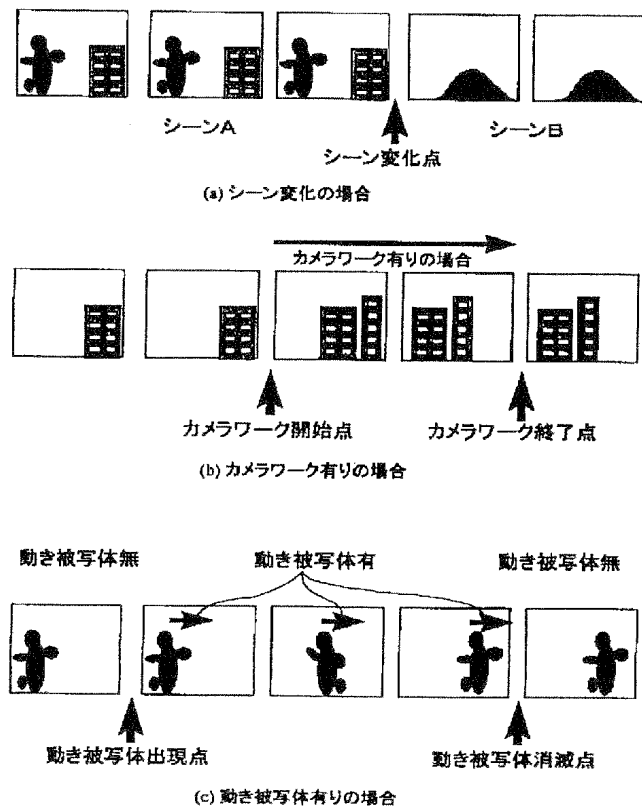 シーンA
シーンB
シーン変化点
(a) シーン変化の場合
カメラワーク有りの場合
カメラワーク開始点
カメラワーク終了点
(b) カメラワーク有りの場合
動き被写体無
動き被写体有
動き被写体無
動き被写体出現点
動き被写体消滅点
(c) 動き被写体有りの場合